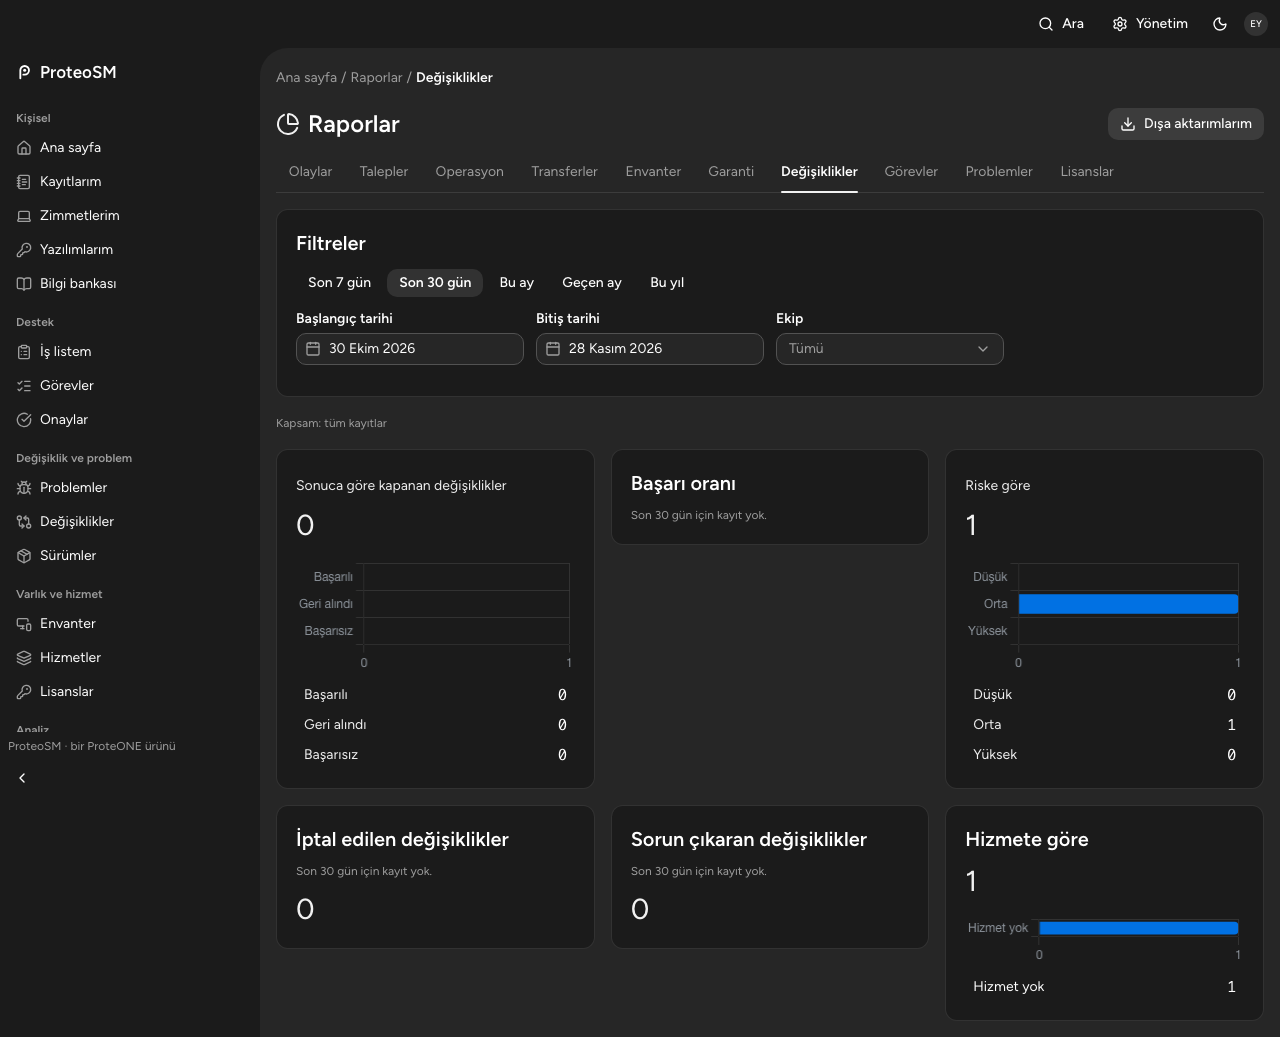 Ara
Yönetim
EY
ProteoSM
Kişisel
Ana sayfa
Kayıtlarım
Zimmetlerim
Yazılımlarım
Bilgi bankası
Destek
İş listem
Görevler
Onaylar
Değişiklik ve problem
Problemler
Değişiklikler
Sürümler
Varlık ve hizmet
Envanter
Hizmetler
Lisanslar
Analiz
ProteoSM · bir ProteONE ürünü
Ana sayfa / Raporlar / Değişiklikler
Raporlar
Dışa aktarımlarım
Olaylar Talepler Operasyon Transferler Envanter Garanti Değişiklikler Görevler Problemler Lisanslar
Filtreler
Son 7 gün Son 30 gün Bu ay Geçen ay Bu yıl
Başlangıç tarihi
30 Ekim 2026
Bitiş tarihi
28 Kasım 2026
Ekip
Tümü
Kapsam: tüm kayıtlar
Sonuca göre kapanan değişiklikler
0
Başarılı
Geri alındı
Başarısız
0 1
Başarılı 0
Geri alındı 0
Başarısız 0
Başarı oranı
Son 30 gün için kayıt yok.
Riske göre
1
Düşük
Orta
Yüksek
0 1
Düşük 0
Orta 1
Yüksek 0
İptal edilen değişiklikler
Son 30 gün için kayıt yok.
0
Sorun çıkaran değişiklikler
Son 30 gün için kayıt yok.
0
Hizmete göre
1
Hizmet yok
0 1
Hizmet yok 1